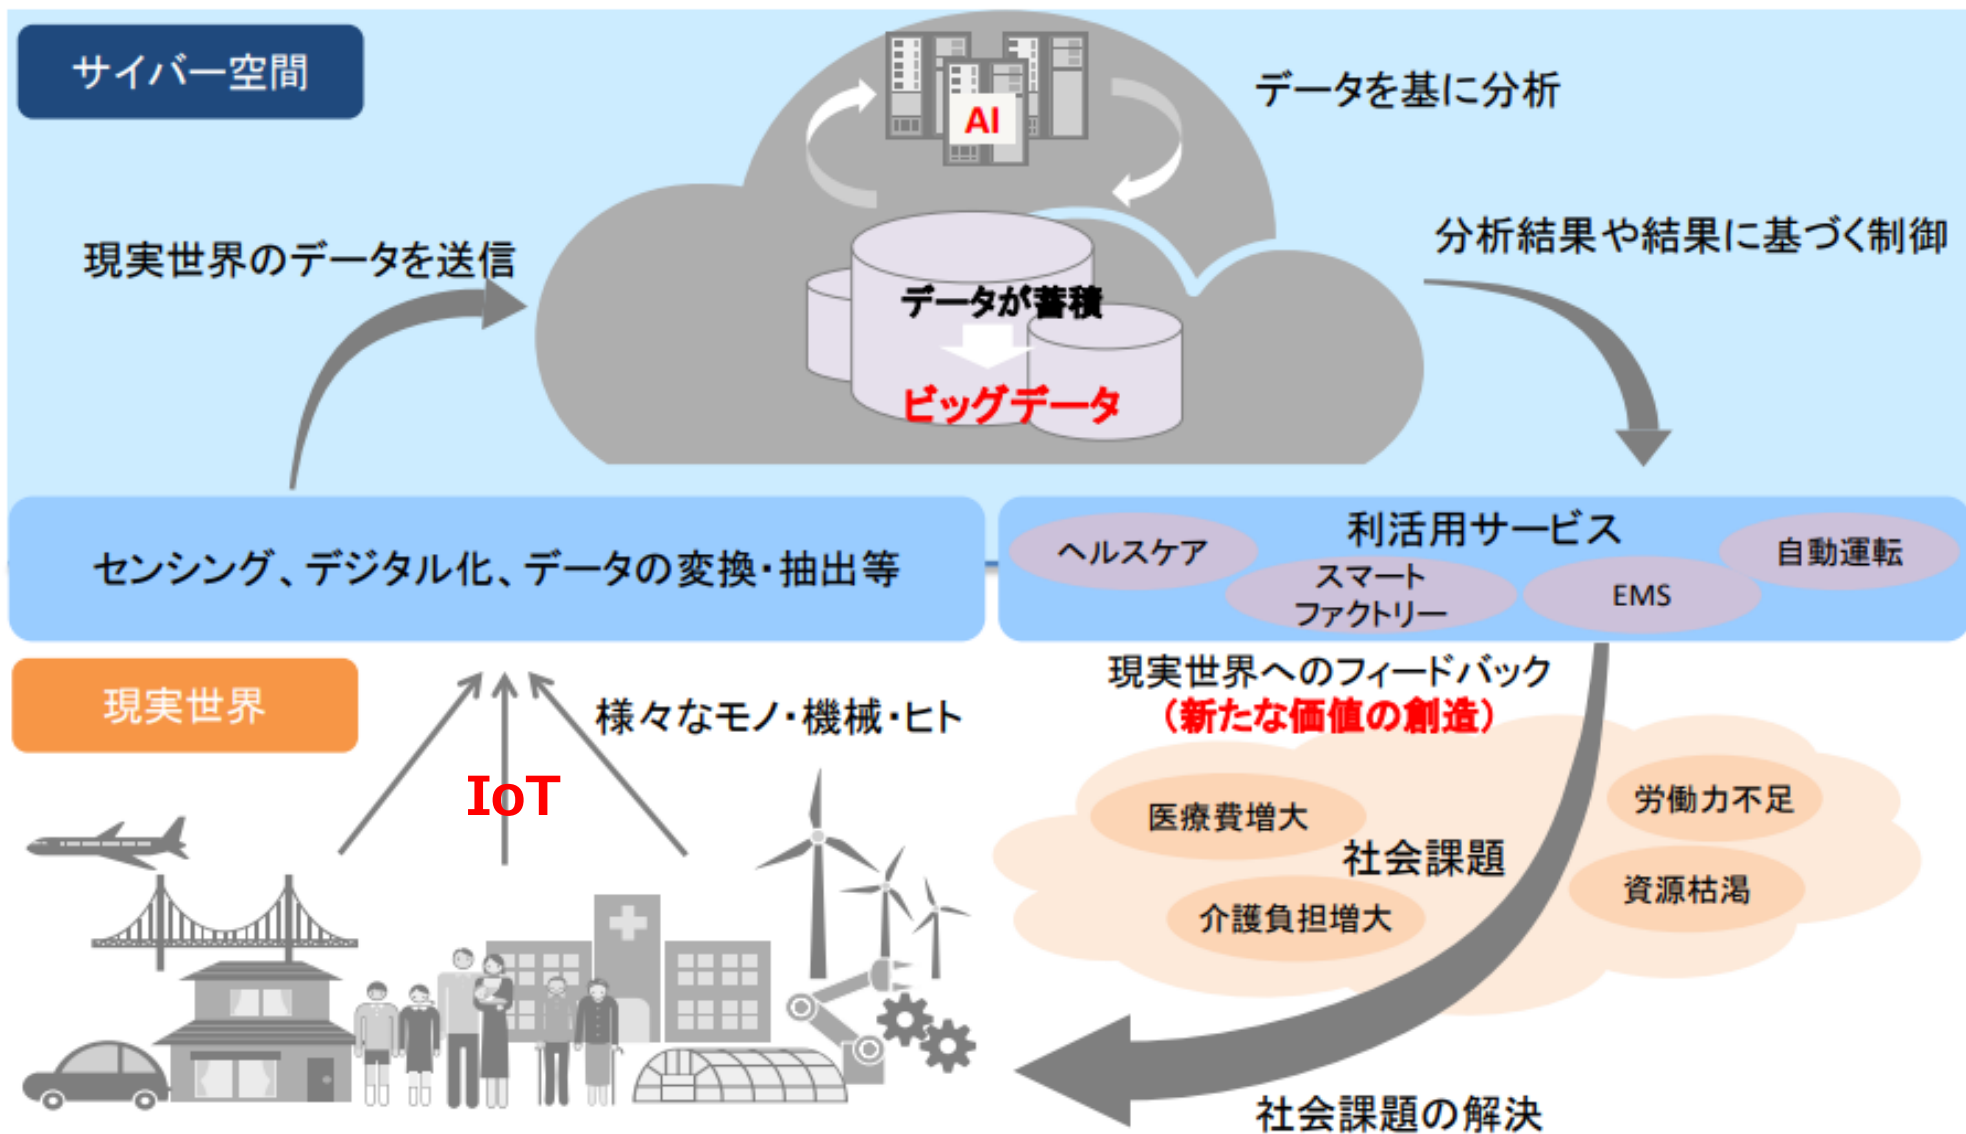 サイバー空間
AI
データを基に分析
現実世界のデータを送信
分析結果や結果に基づく制御
データが蓄積
ビッグデータ
センシング、デジタル化、データの変換・抽出等
利活用サービス
ヘルスケア
スマート
ファクトリー
EMS
自動運転
現実世界
様々なモノ・機械・ヒト
IoT
現実世界へのフィードバック
（新たな価値の創造）
医療費増大
労働力不足
社会課題
資源枯渇
介護負担増大
社会課題の解決